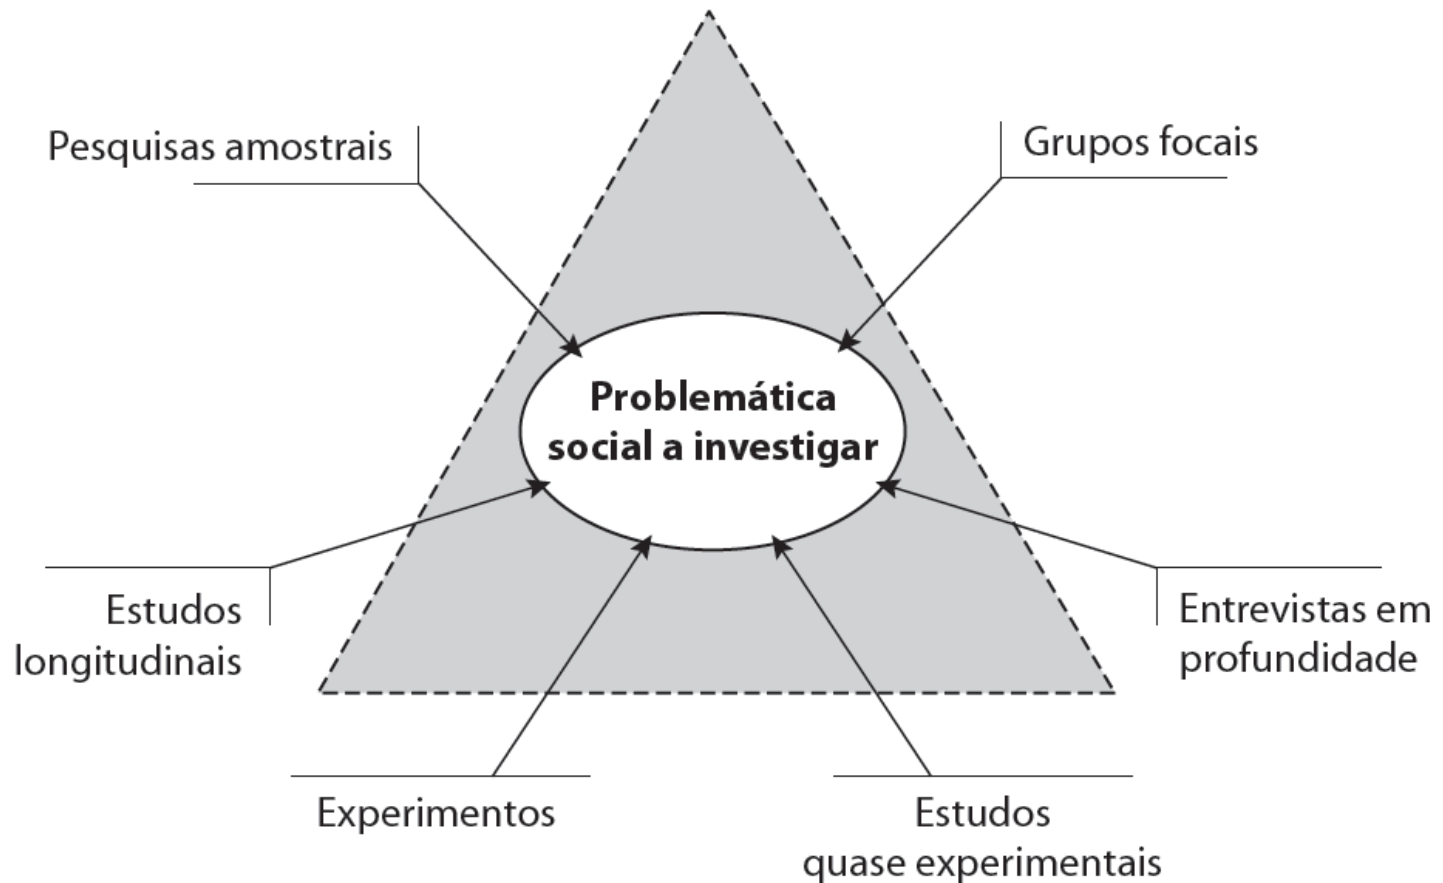 Pesquisas amostrais
Grupos focais
Problemática
social a investigar
Estudos
longitudinais
Entrevistas em
profundidade
Experimentos
Estudos
quase experimentais